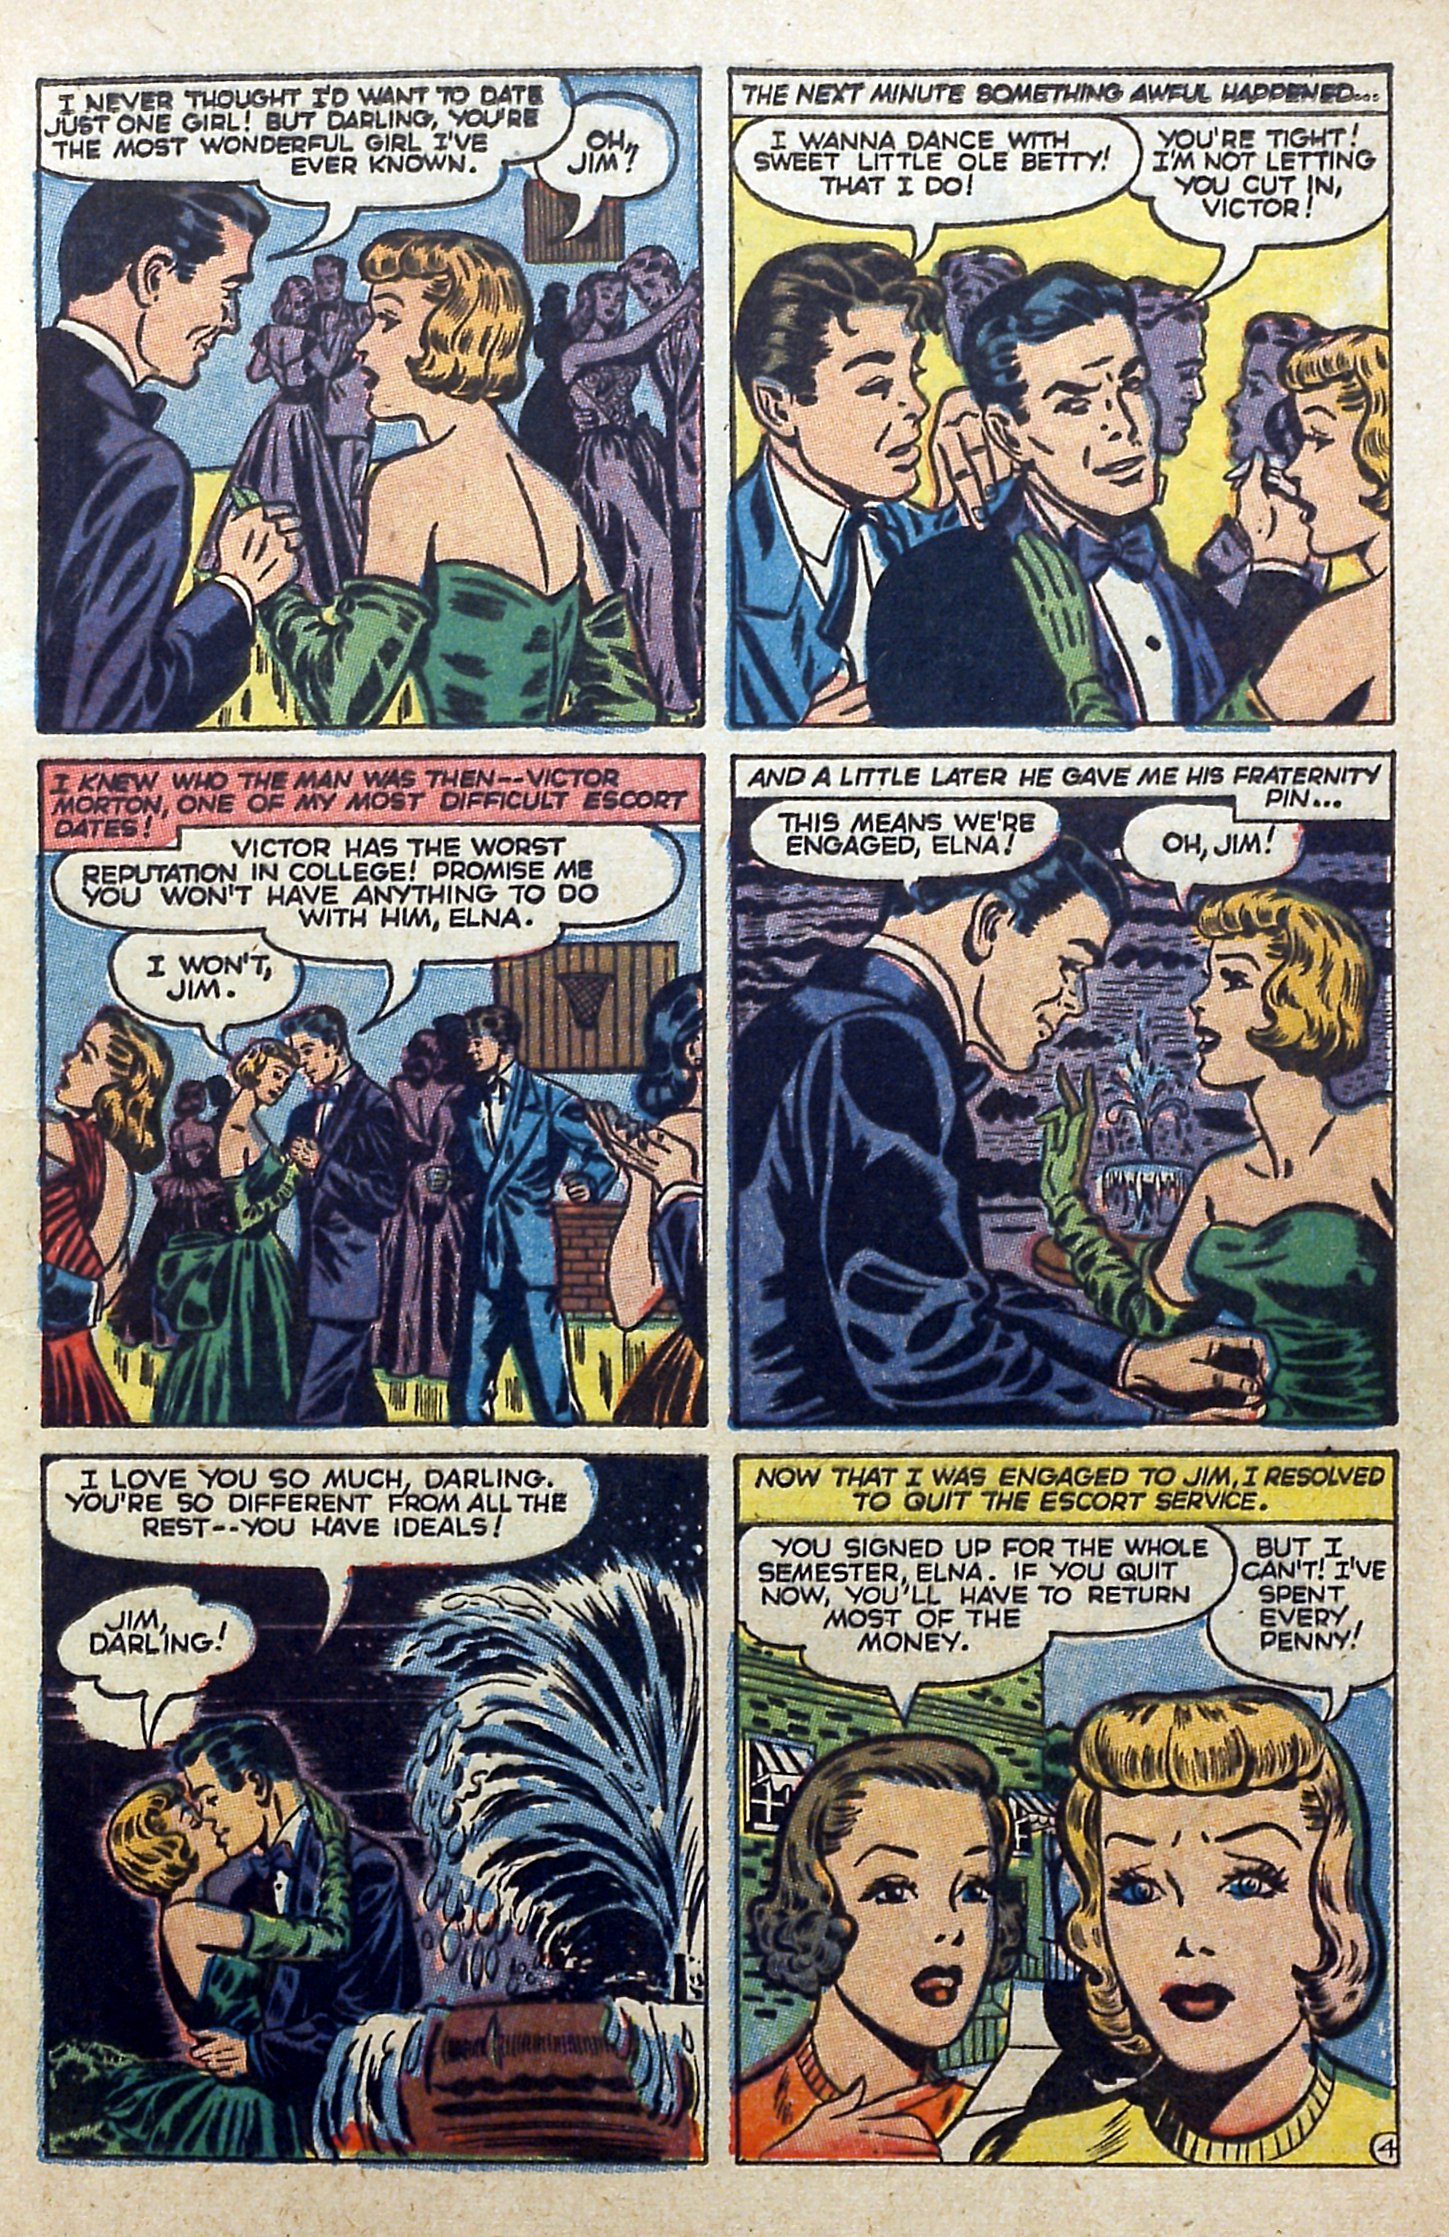 I NEVER THOUGHT I'D WANT TO DATE
JUST ONE GIRL! BUT DARLING, YOU'RE
THE MOST WONDERFUL GIRL I'VE
EVER KNOWN.
OH,
JIM!
THE NEXT MINUTE SOMETHING AWFUL HAPPENED...
I WANNA DANCE WITH
SWEET LITTLE OLE BETTY!
THAT I DO!
YOU'RE TIGHT!
I'M NOT LETTING
YOU CUT IN,
VICTOR!
I KNEW WHO THE MAN WAS THEN--VICTOR
MORTON, ONE OF MY MOST DIFFICULT ESCORT
DATES!
VICTOR HAS THE WORST
REPUTATION IN COLLEGE! PROMISE ME
YOU WON'T HAVE ANYTHING TO DO
WITH HIM, ELNA.
I WON'T,
JIM.
AND A LITTLE LATER HE GAVE ME HIS FRATERNITY
PIN...
THIS MEANS WE'RE
ENGAGED, ELNA!
OH, JIM!
I LOVE YOU SO MUCH, DARLING.
YOU'RE SO DIFFERENT FROM ALL THE
REST--YOU HAVE IDEALS!
JIM,
DARLING!
NOW THAT I WAS ENGAGED TO JIM, I RESOLVED
TO QUIT THE ESCORT SERVICE.
YOU SIGNED UP FOR THE WHOLE
SEMESTER, ELNA. IF YOU QUIT
NOW, YOU'LL HAVE TO RETURN
MOST OF THE
MONEY.
BUT I
CAN'T! I'VE
SPENT
EVERY
PENNY!
4